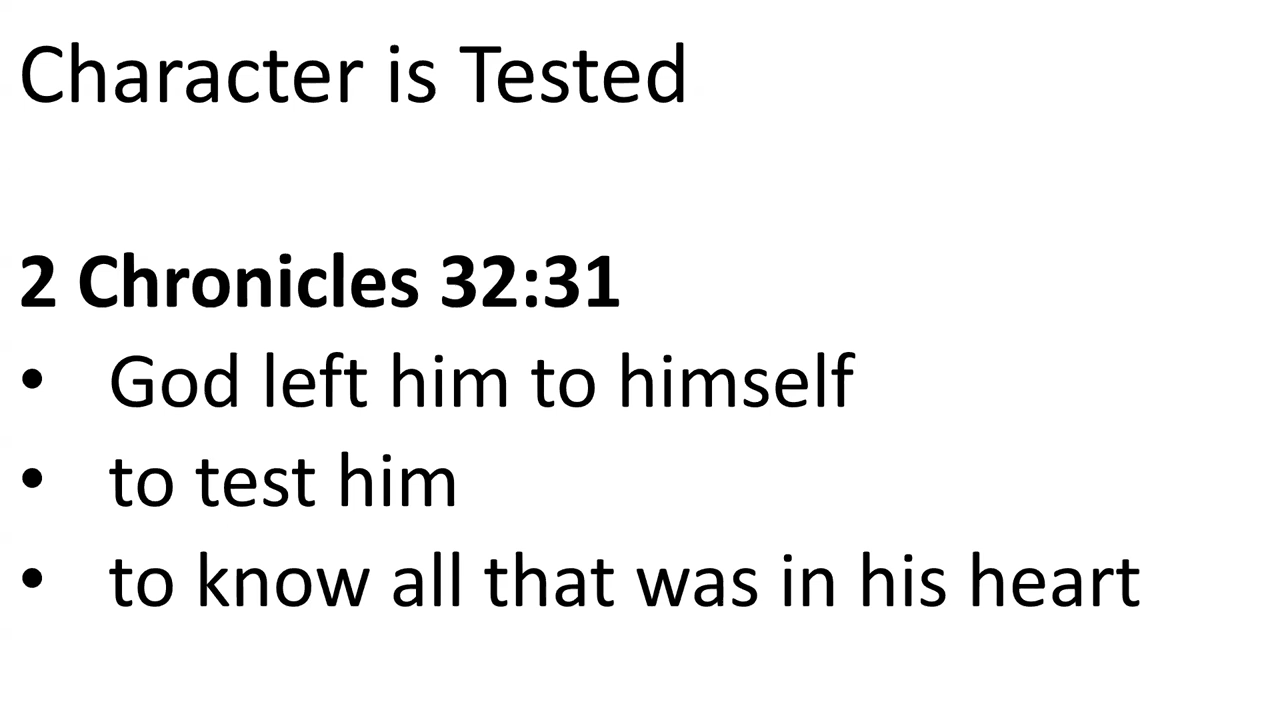 Character is Tested
2 Chronicles 32:31
• God left him to himself
• to test him
• to know all that was in his heart